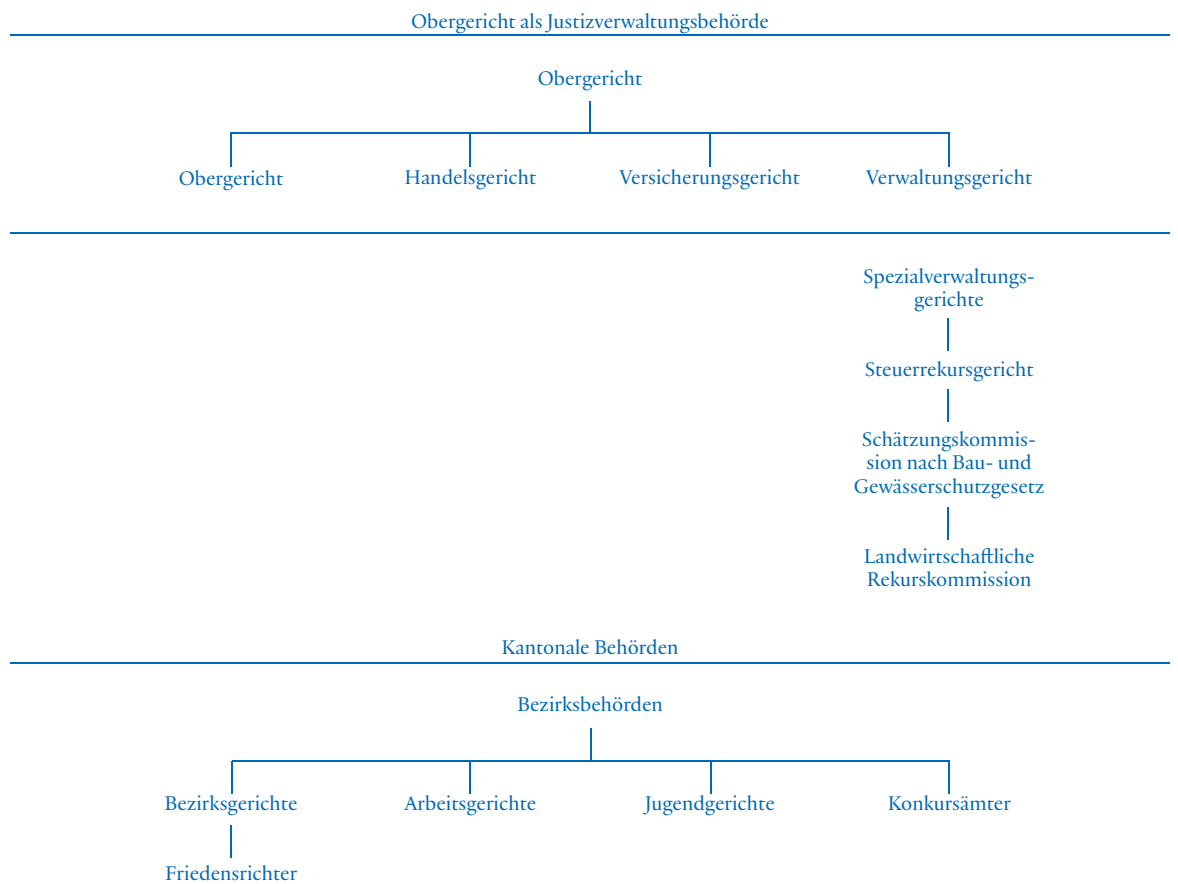 Obergericht als Justizverwaltungsbehörde
Obergericht
Obergericht
Handelsgericht
Versicherungsgericht
Verwaltungsgericht
Spezialverwaltungs-
gerichte
Steuerrekursgericht
Schätzungskommis-
sion nach Bau- und
Gewässerschutzgesetz
Landwirtschaftliche
Rekurskommission
Kantonale Behörden
Bezirksbehörden
Bezirksgerichte
Arbeitsgerichte
Jugendgerichte
Konkursämter
Friedensrichter